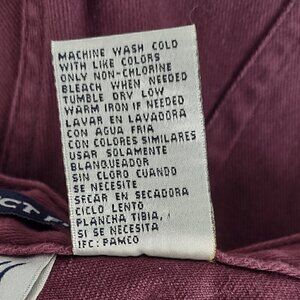 MACHINE WASH COLD
WITH LIKE COLORS
ONLY NON-CHLORINE
BLEACH WHEN NEEDED
TUMBLE DRY LOW
WARM IRON IF NEEDED
LAVAR EN LAVADORA
CON AGUA FRIA
CON COLORES SIMILARES
USAR SOLAMENTE
BLANQUEADOR
SIN CLORO CUANDO
SE NECESITE
SECAR EN SECADORA
CICLO LENTO
PLANCHA TIBIA,
SI SE NECESITA
IFC: PAMCO
CT